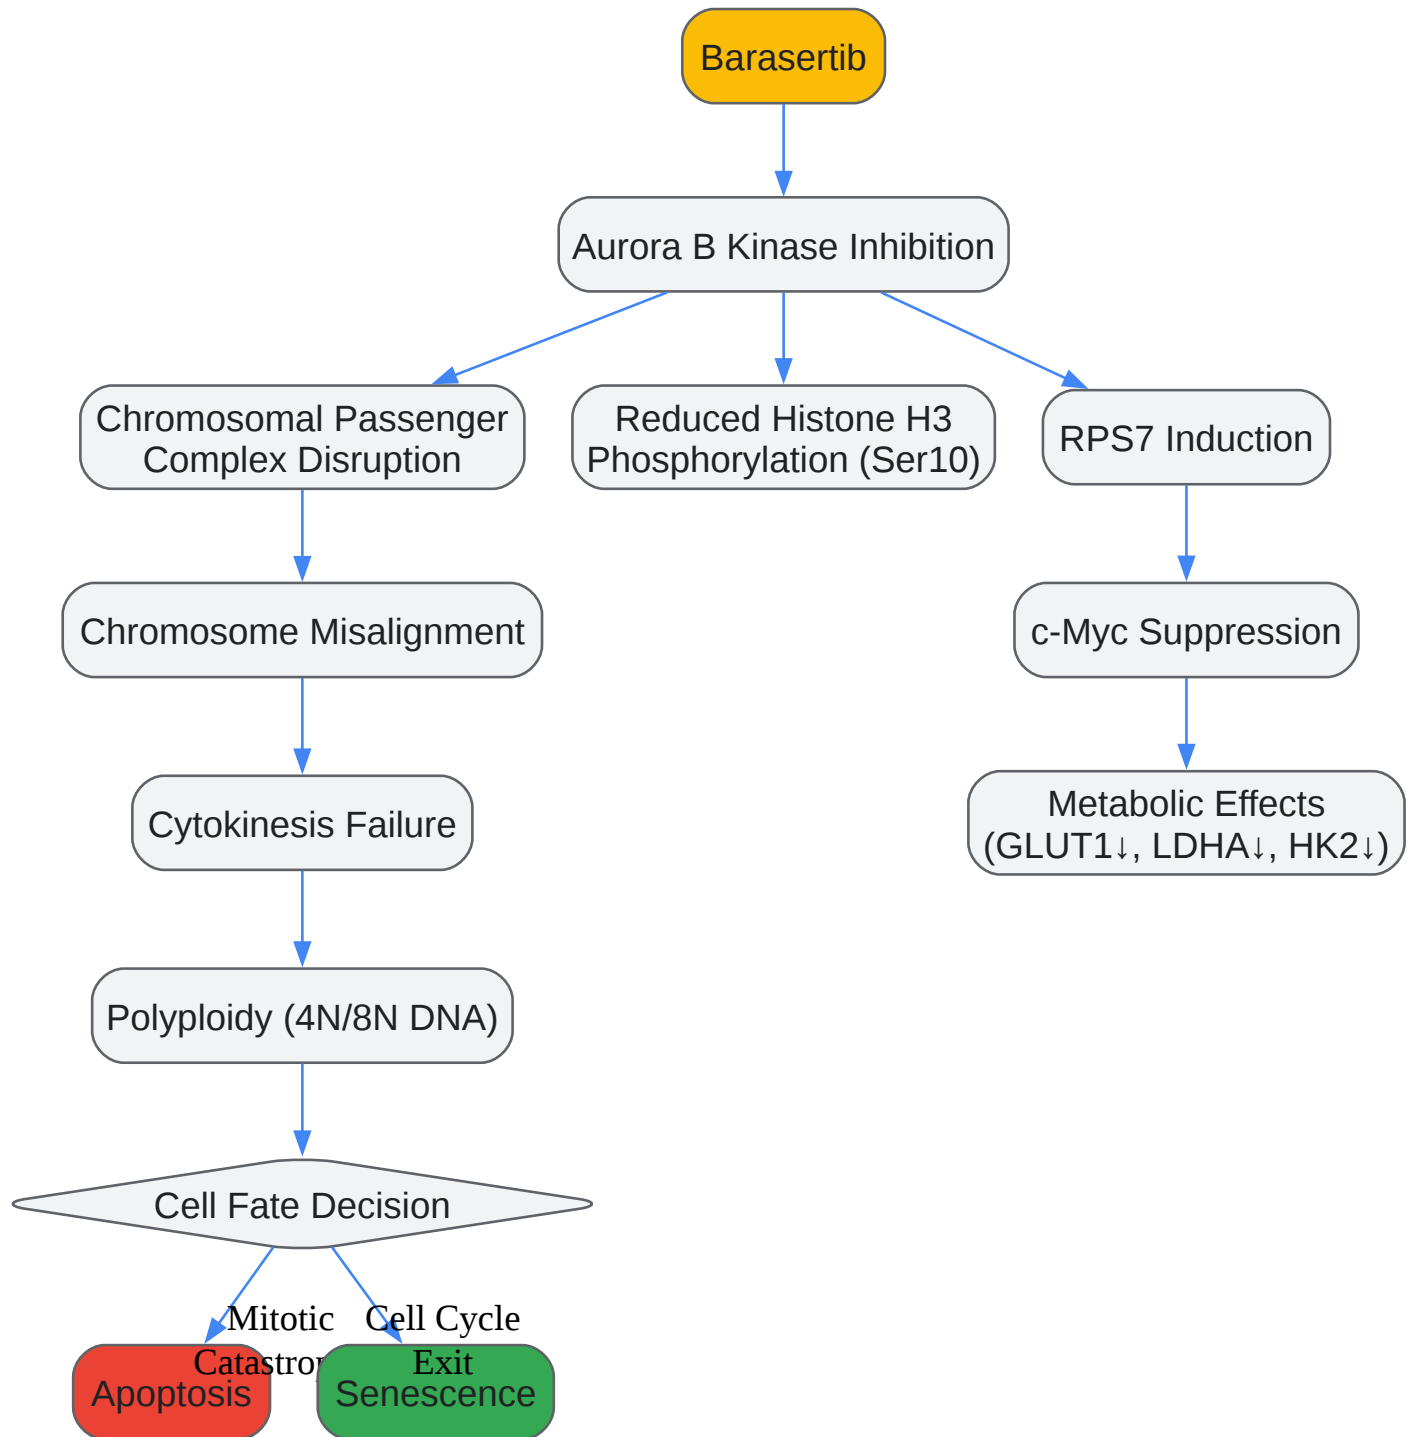 Barasertib
Aurora B Kinase Inhibition
Chromosomal Passenger
Complex Disruption
Reduced Histone H3
Phosphorylation (Ser10)
RPS7 Induction
Chromosome Misalignment
c-Myc Suppression
Cytokinesis Failure
Metabolic Effects
(GLUT1↓, LDHA↓, HK2↓)
Polyploidy (4N/8N DNA)
Cell Fate Decision
Mitotic
Cell Cycle
Exit
Apoptosis
Senescence